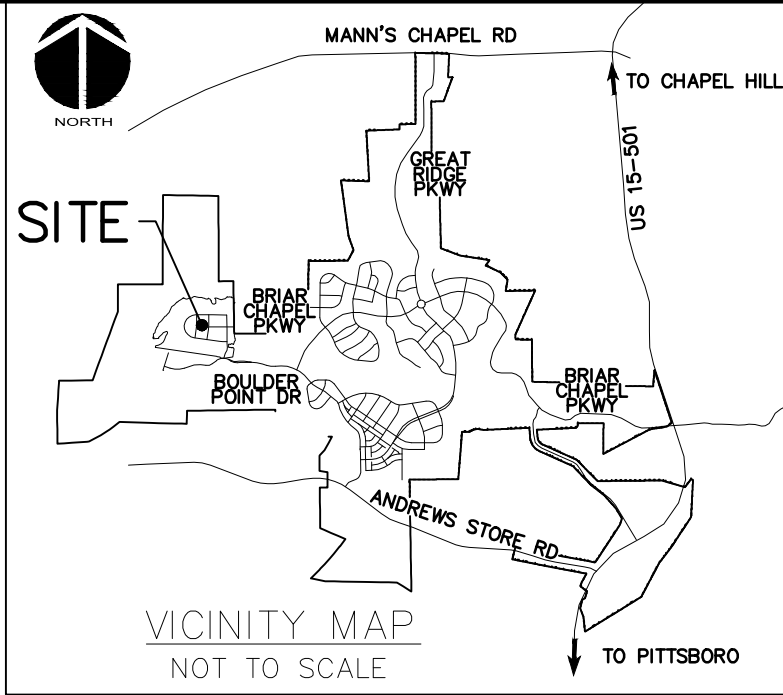 MANN'S CHAPEL RD
TO CHAPEL HILL
NORTH
US 15-501
GREAT
RIDGE
PKWY
SITE
BRIAR
CHAPEL
PKWY
BOULDER
POINT DR
BRIAR
CHAPEL
PKWY
ANDREWS STORE RD
VICINITY MAP
NOT TO SCALE
TO PITTSBORO